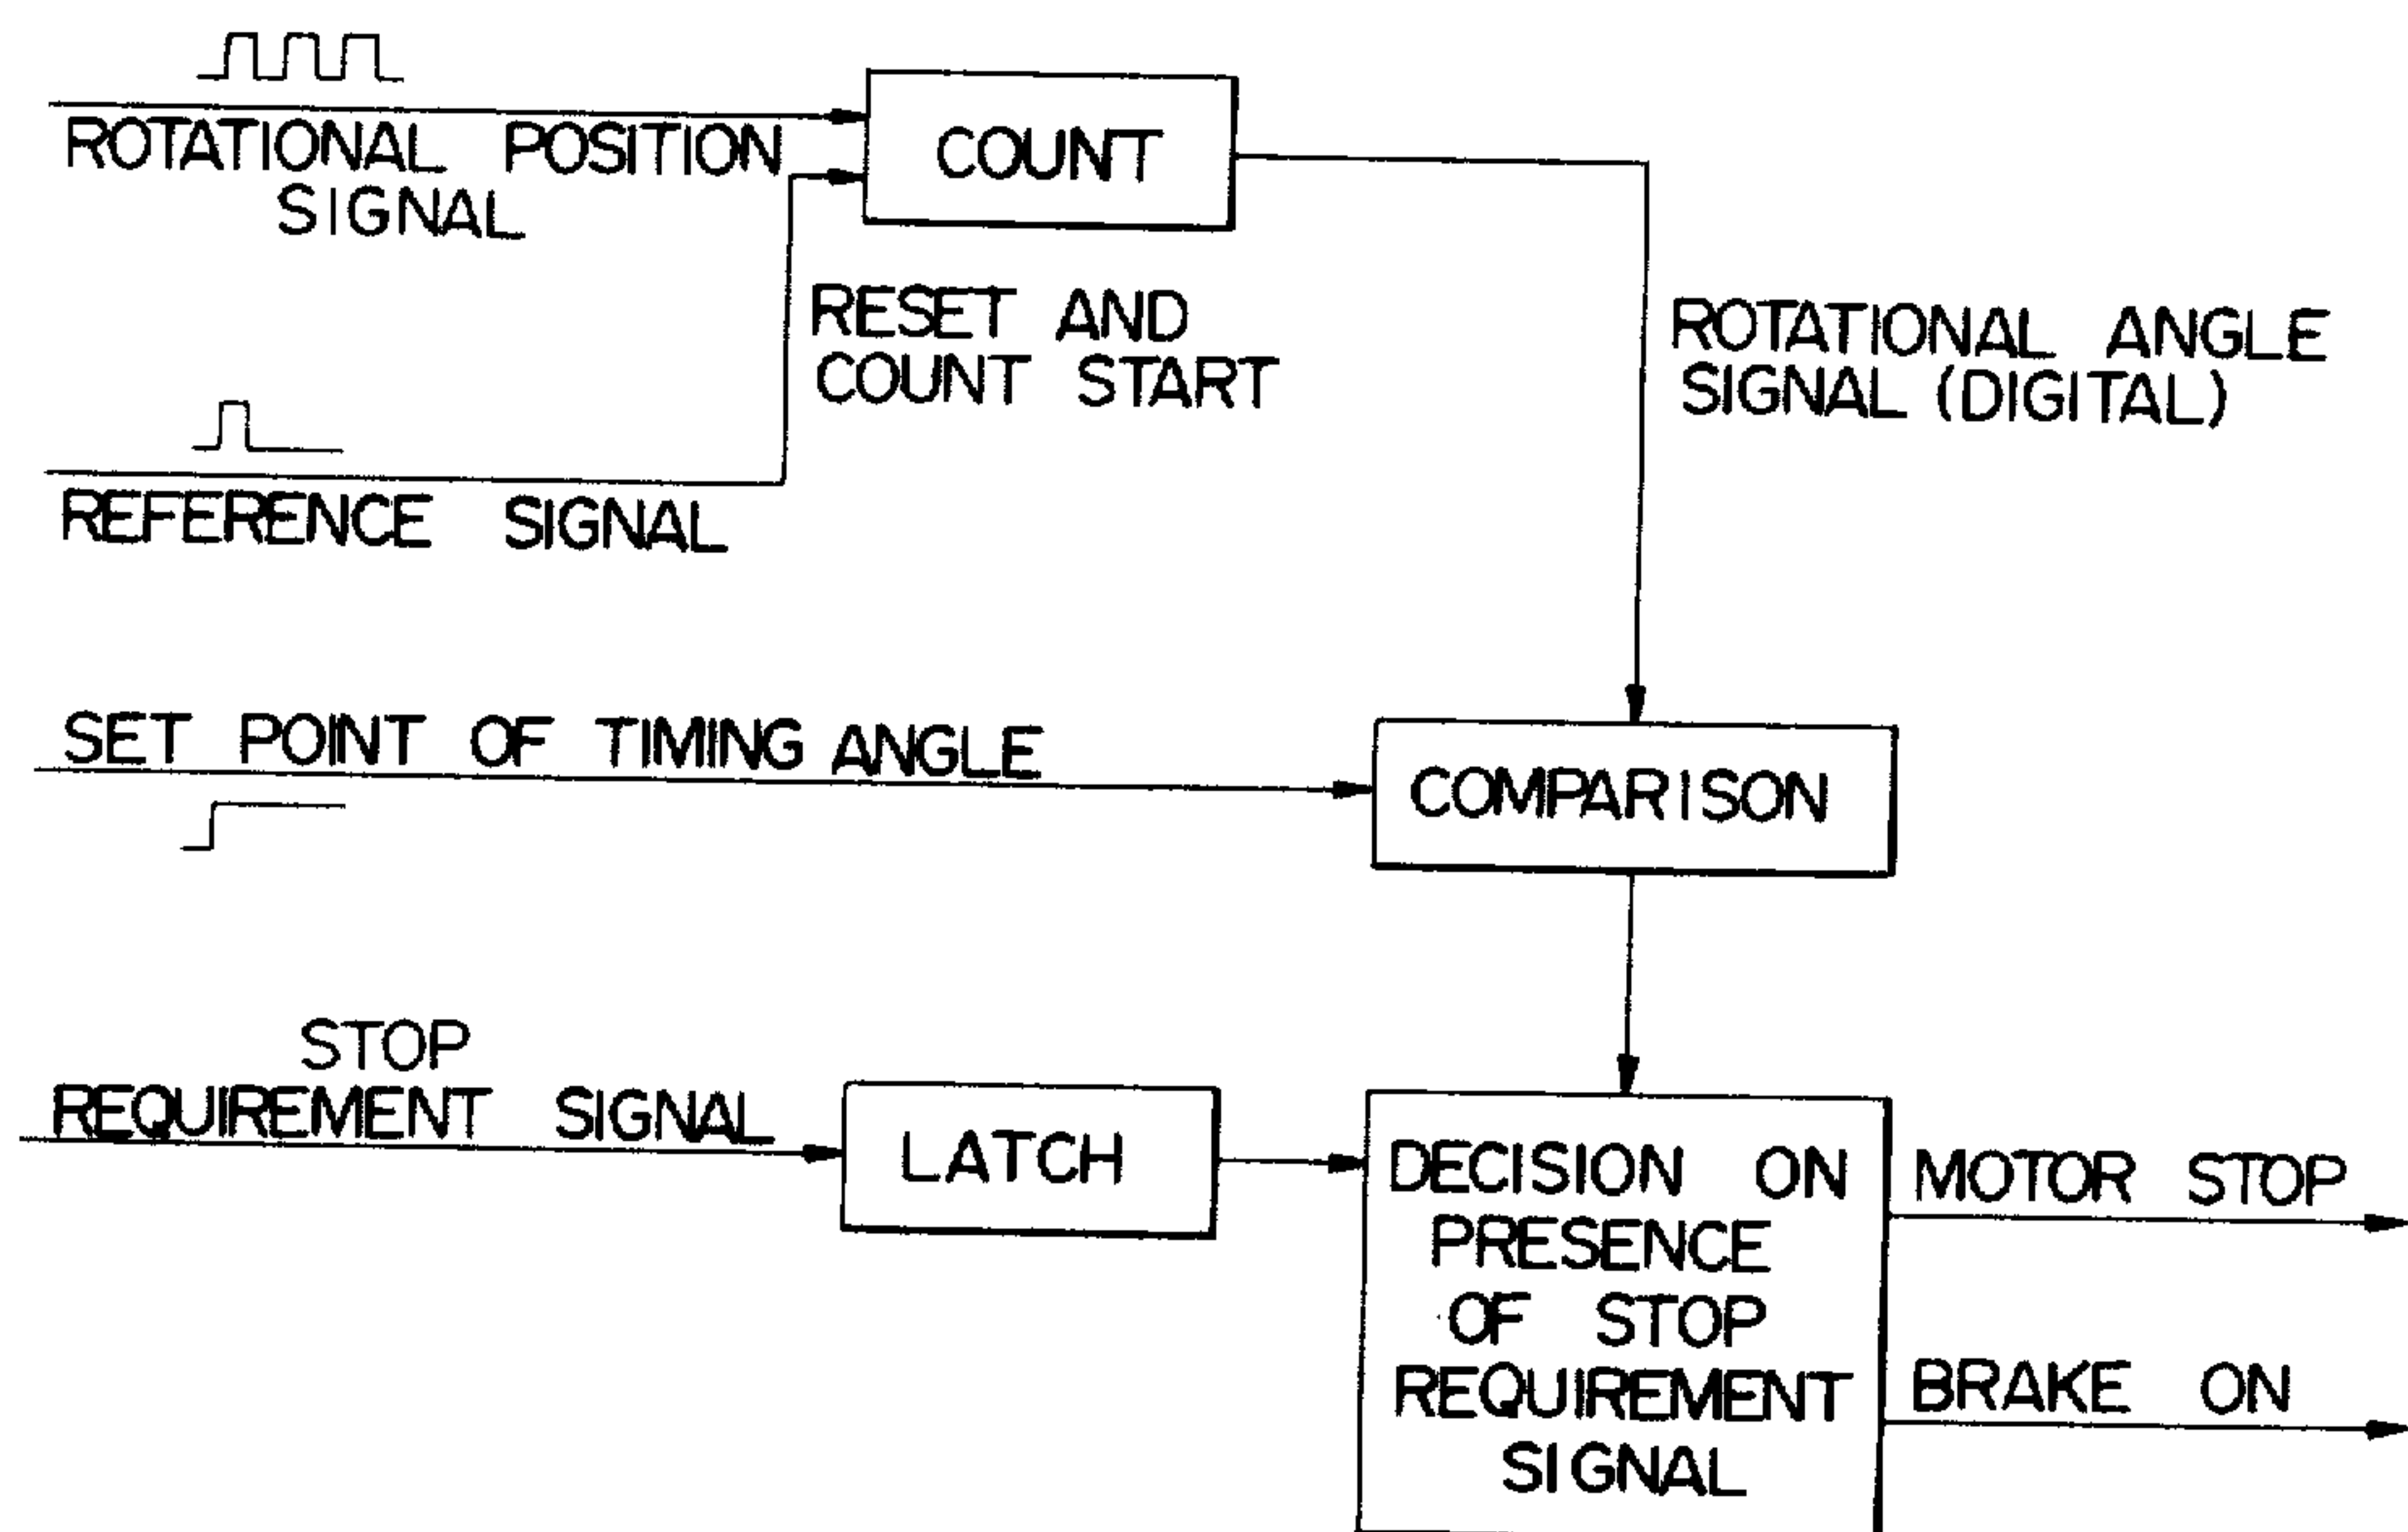 ROTATIONAL POSITION
SIGNAL
COUNT
RESET AND
COUNT START
ROTATIONAL ANGLE
SIGNAL (DIGITAL)
REFERENCE SIGNAL
SET POINT OF TIMING ANGLE
COMPARISON
STOP
REQUIREMENT SIGNAL
LATCH
DECISION ON
PRESENCE
OF STOP
REQUIREMENT
SIGNAL
MOTOR STOP
BRAKE ON